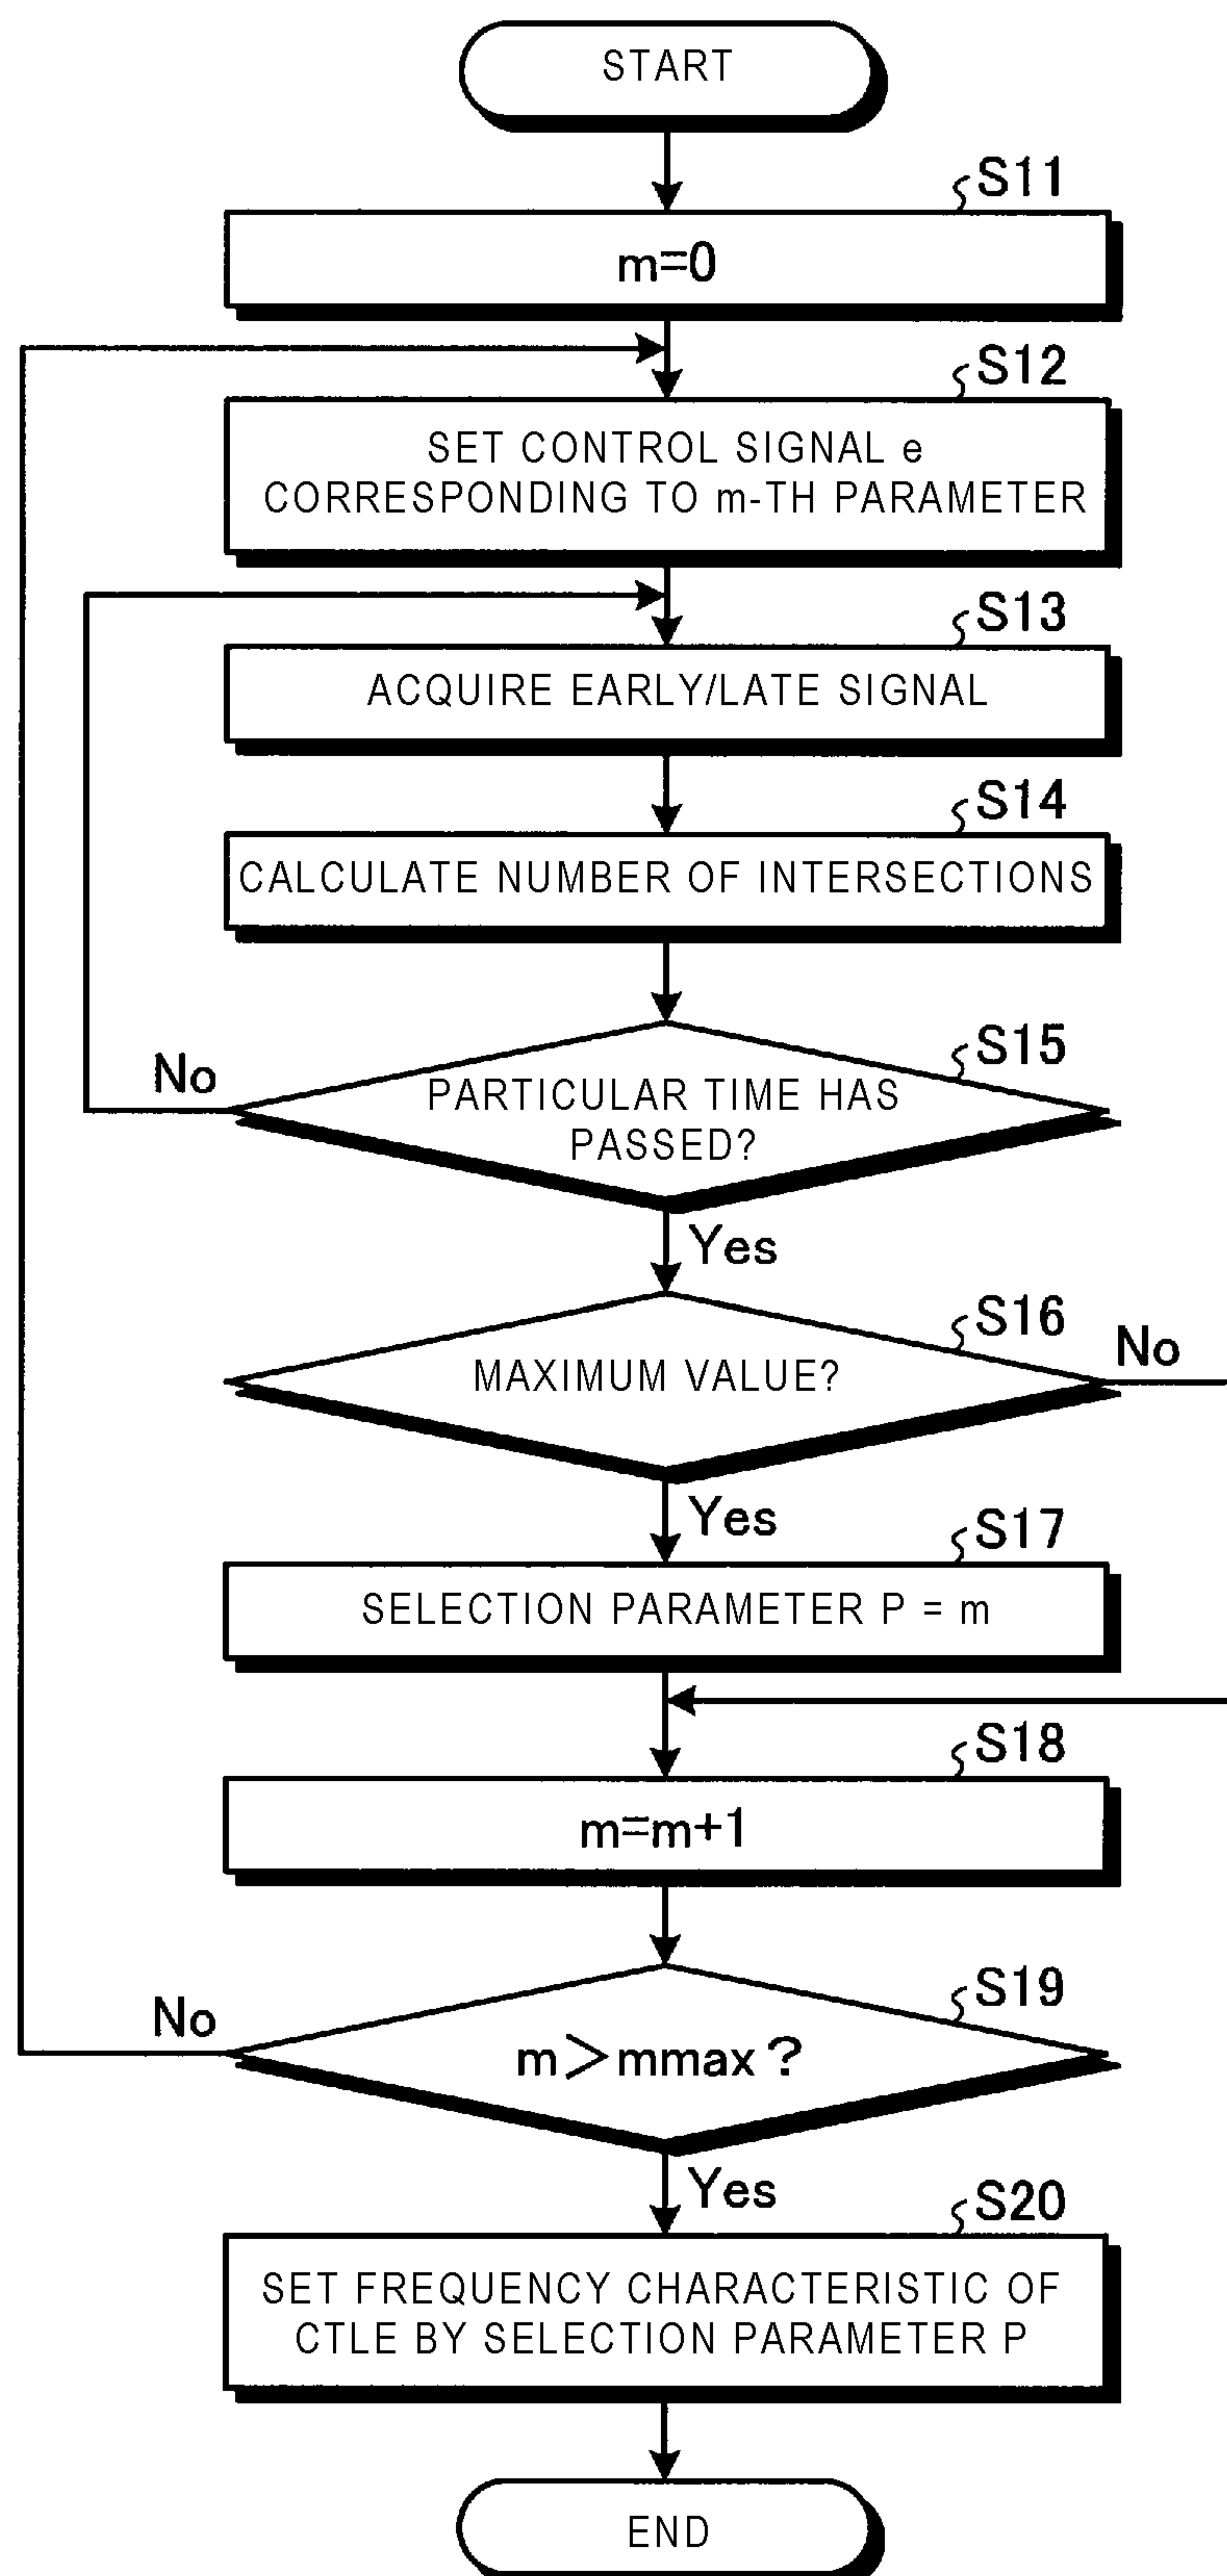 START
S11
m=0
S12
SET CONTROL SIGNAL e
CORRESPONDING TO m-TH PARAMETER
S13
ACQUIRE EARLY/LATE SIGNAL
S14
CALCULATE NUMBER OF INTERSECTIONS
S15
No
PARTICULAR TIME HAS
PASSED?
Yes
S16
No
MAXIMUM VALUE?
Yes
S17
SELECTION PARAMETER P = m
S18
m=m+1
S19
No
m>mmax?
Yes
S20
SET FREQUENCY CHARACTERISTIC OF
CTLE BY SELECTION PARAMETER P
END